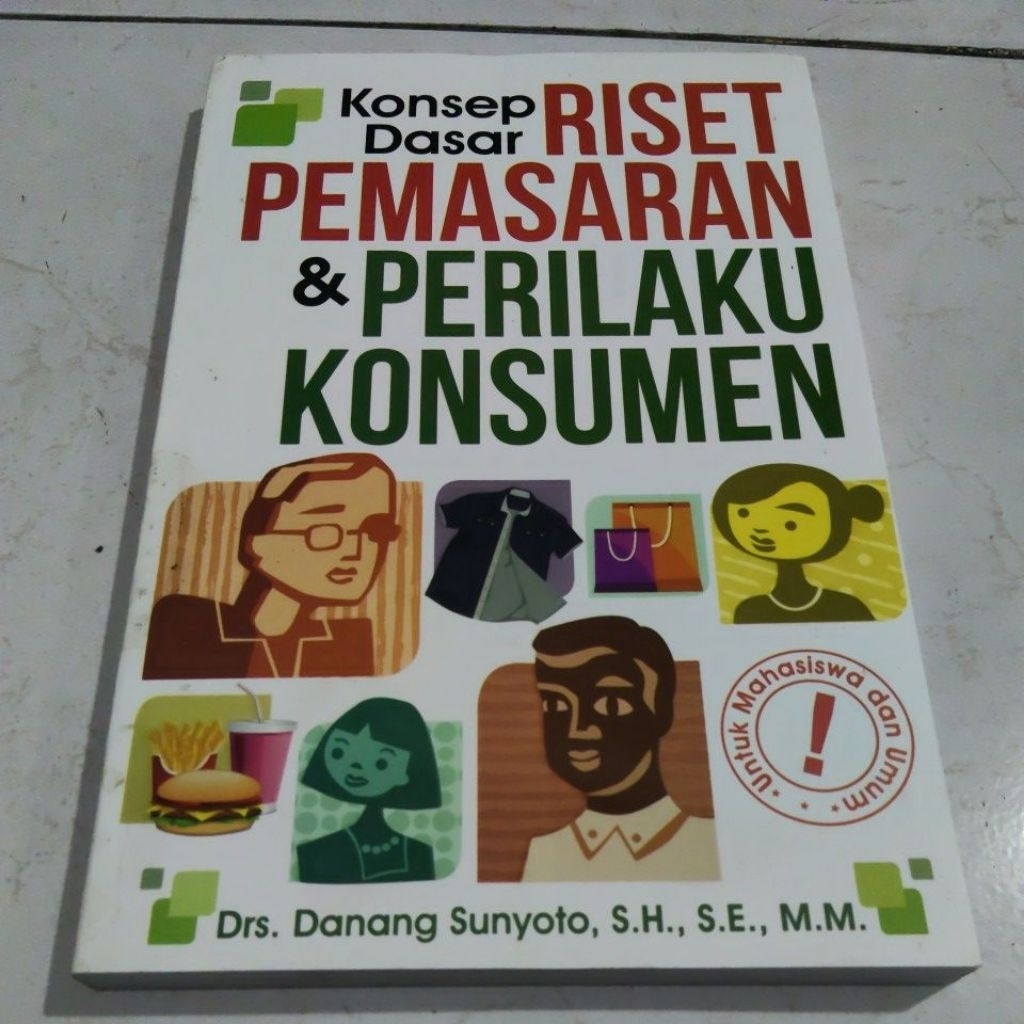 Konsep Dasar RISET
PEMASARAN
& PERILAKU
KONSUMEN
Untuk Mahasiswa dan Umum
!
Drs. Danang Sunyoto, S.H., S.E., M.M.